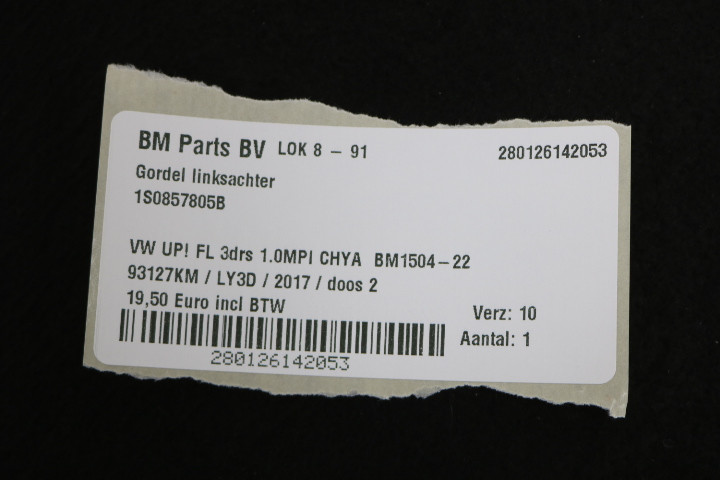 BM Parts BV LOK 8 - 91 280126142053
Gordel linksachter
1S0857805B
VW UP! FL 3drs 1.0MPI CHYA BM1504-22
93127KM / LY3D / 2017 / doos 2
19,50 Euro incl BTW
Verz: 10
Aantal: 1
280126142053